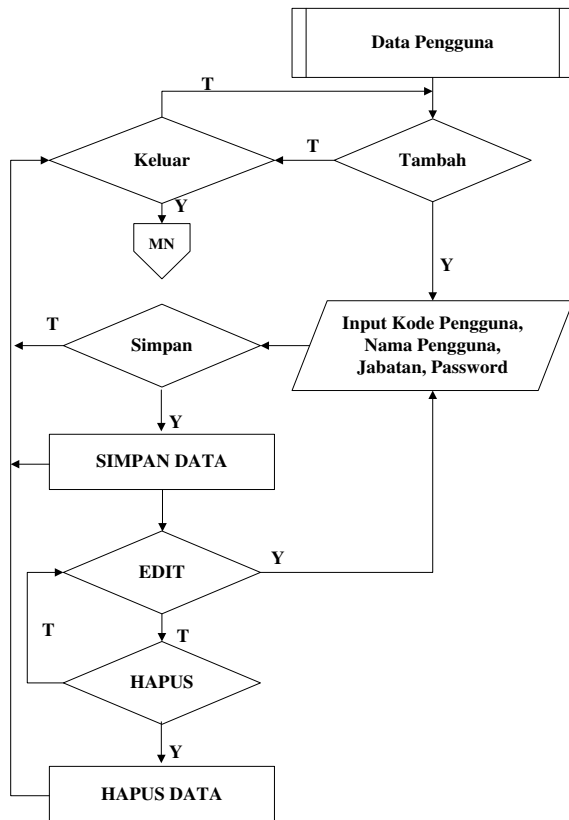 Data Pengguna
T
Keluar
T
Tambah
Y
MN
Y
T
Simpan
Input Kode Pengguna,
Nama Pengguna,
Jabatan, Password
Y
SIMPAN DATA
EDIT
Y
T
T
HAPUS
Y
HAPUS DATA